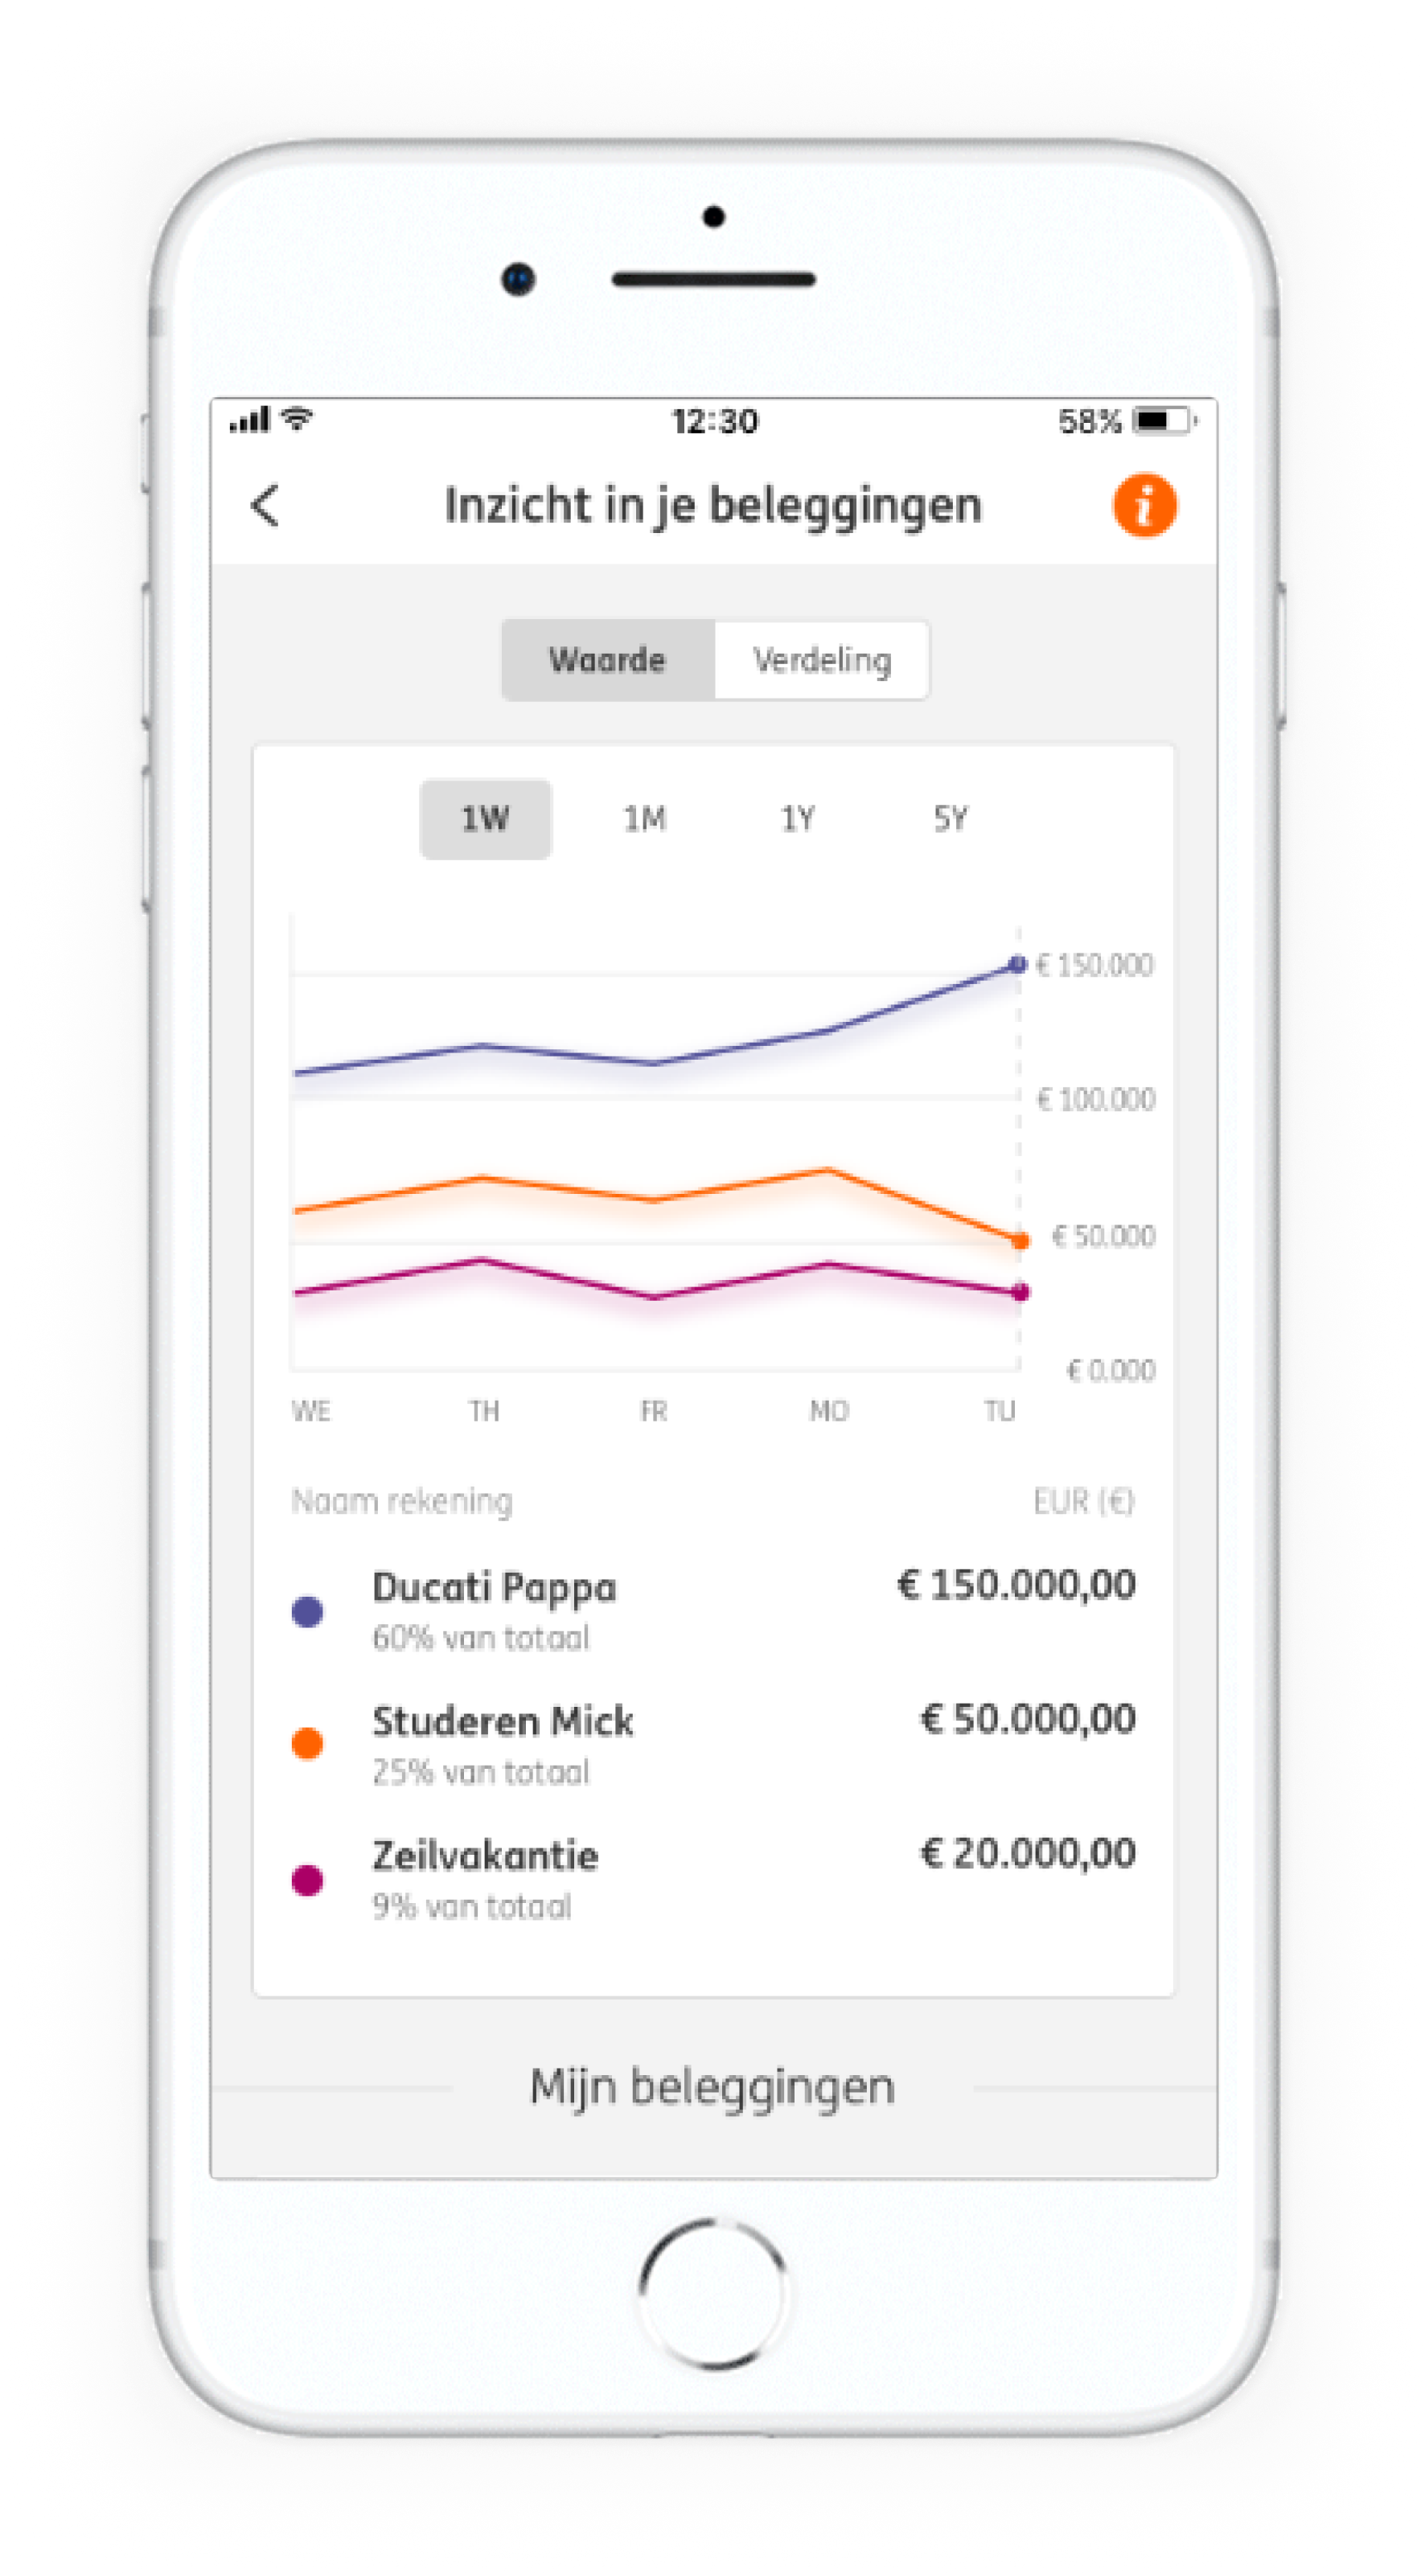 12:30
58%
Inzicht in je beleggingen
i
Waarde Verdeling
1W 1M 1Y 5Y
€ 150.000
€ 100.000
€ 50.000
€ 0.000
WE TH FR MO TU
Naam rekening EUR (€)
Ducati Pappa € 150.000,00
60% van totaal
Studeren Mick € 50.000,00
25% van totaal
Zeilvakantie € 20.000,00
9% van totaal
Mijn beleggingen